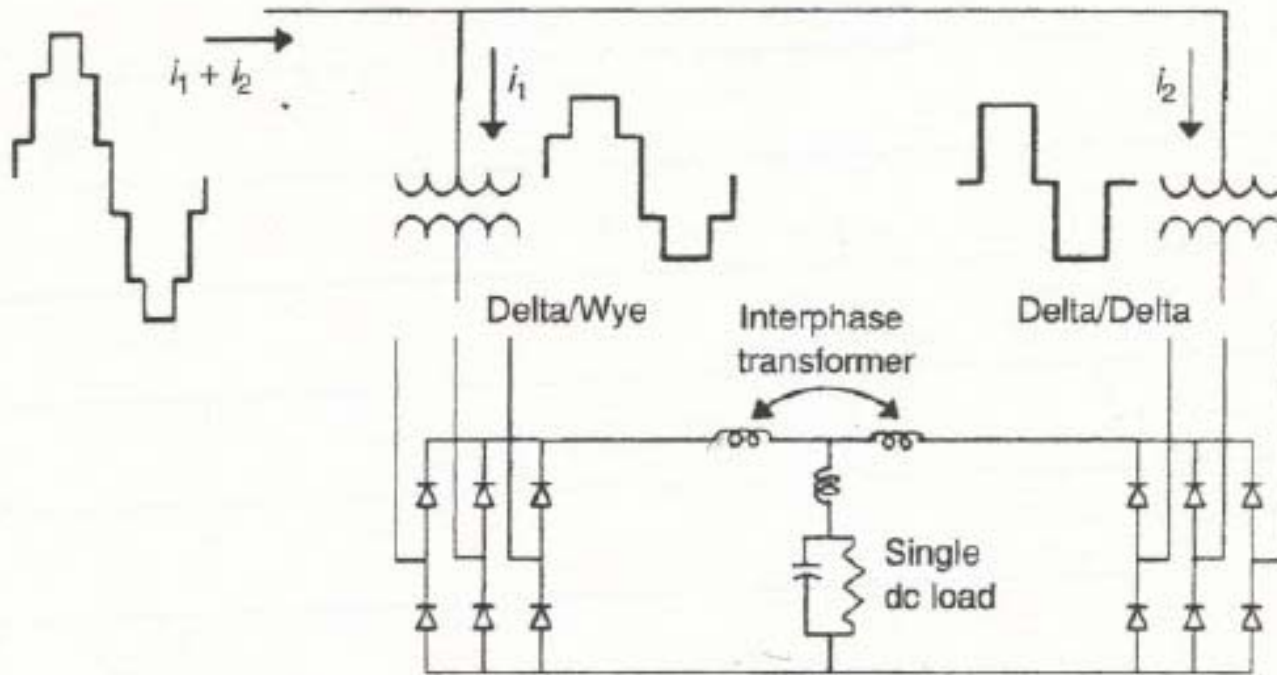 i₁ + i₂
i₁
i₂
Delta/Wye
Interphase
transformer
Delta/Delta
Single
dc load